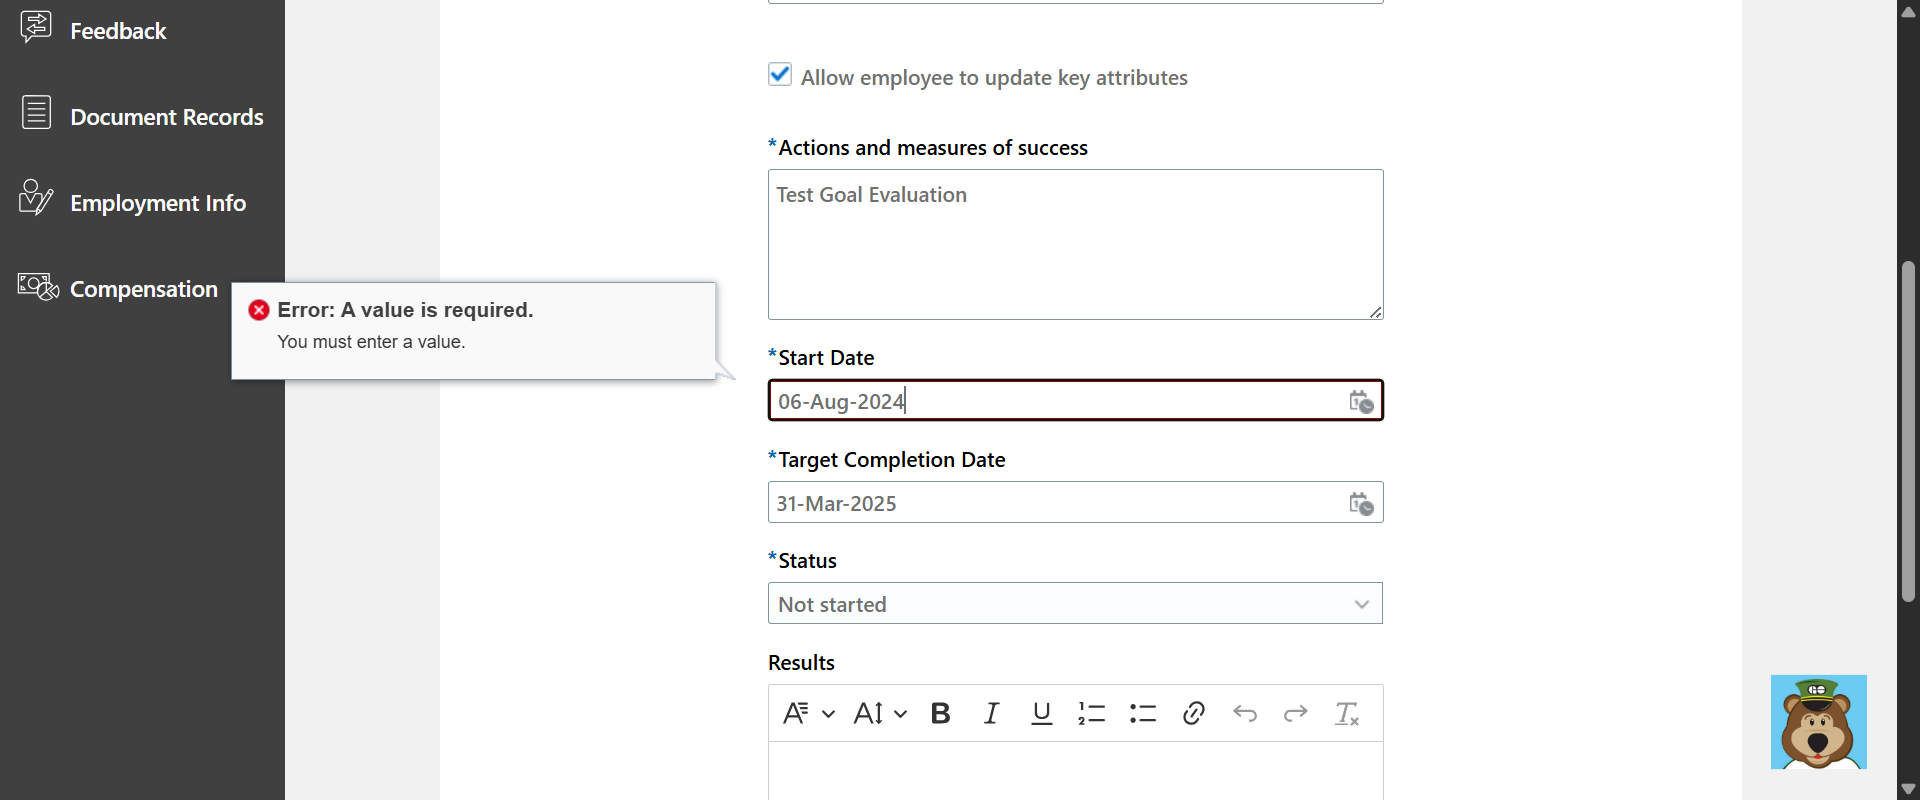 Feedback
Document Records
Employment Info
Compensation
Error: A value is required.
You must enter a value.
Allow employee to update key attributes
*Actions and measures of success
Test Goal Evaluation
*Start Date
06-Aug-2024
*Target Completion Date
31-Mar-2025
*Status
Not started
Results
GO